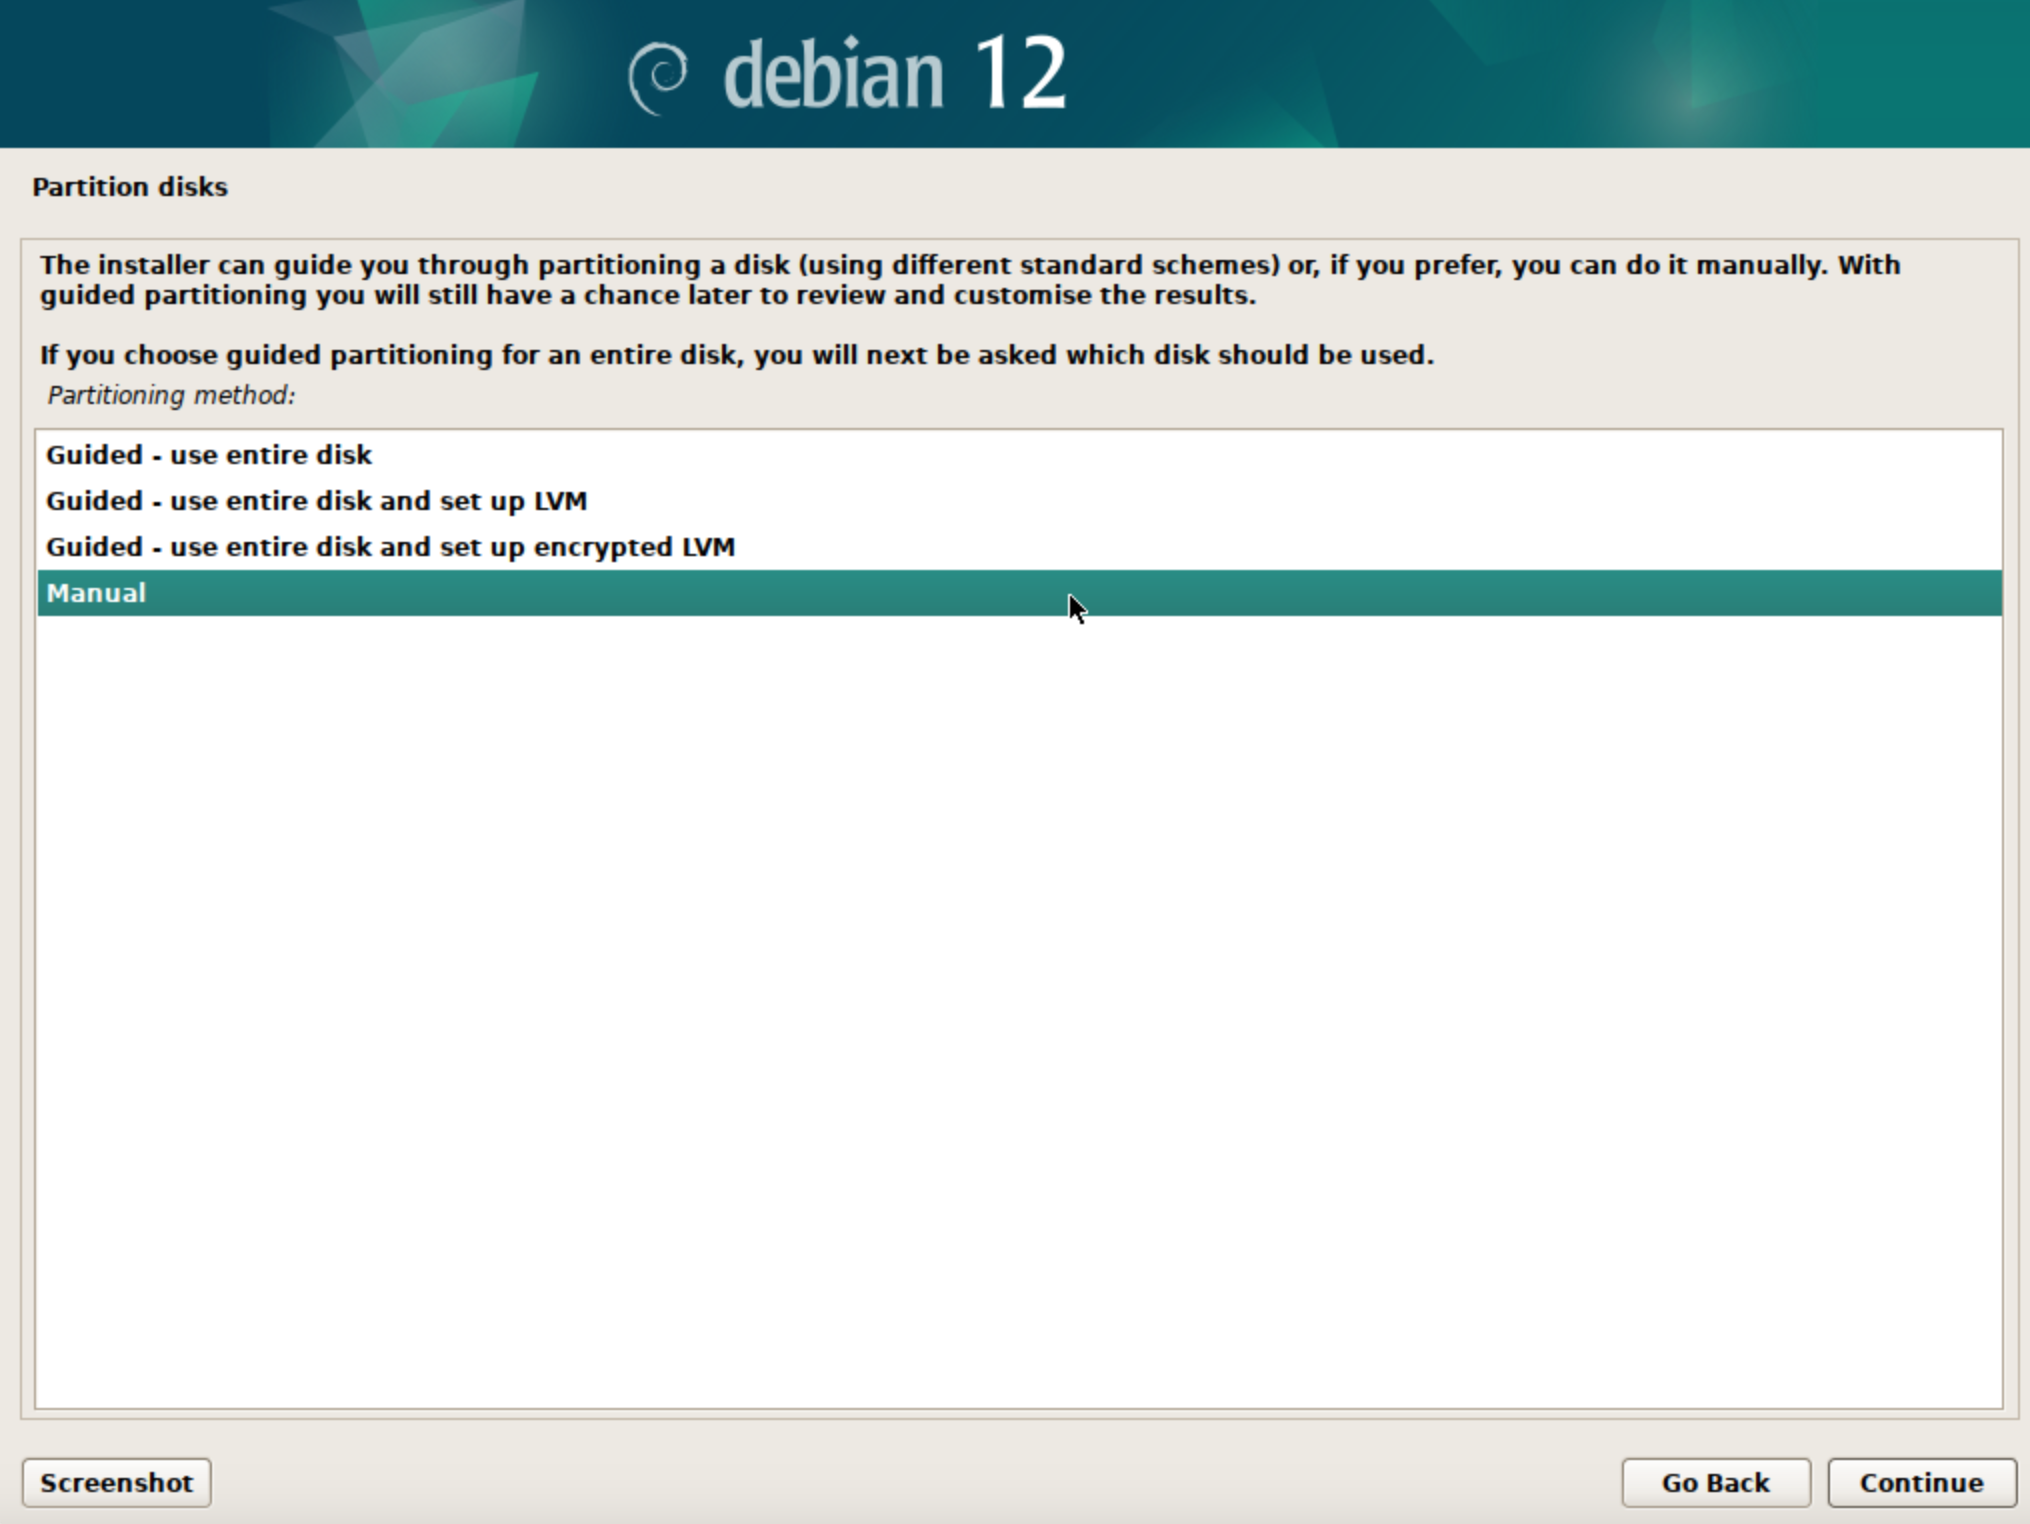 debian 12
Partition disks
The installer can guide you through partitioning a disk (using different standard schemes) or, if you prefer, you can do it manually. With
guided partitioning you will still have a chance later to review and customise the results.
If you choose guided partitioning for an entire disk, you will next be asked which disk should be used.
Partitioning method:
Guided - use entire disk
Guided - use entire disk and set up LVM
Guided - use entire disk and set up encrypted LVM
Manual
Screenshot
Go Back
Continue